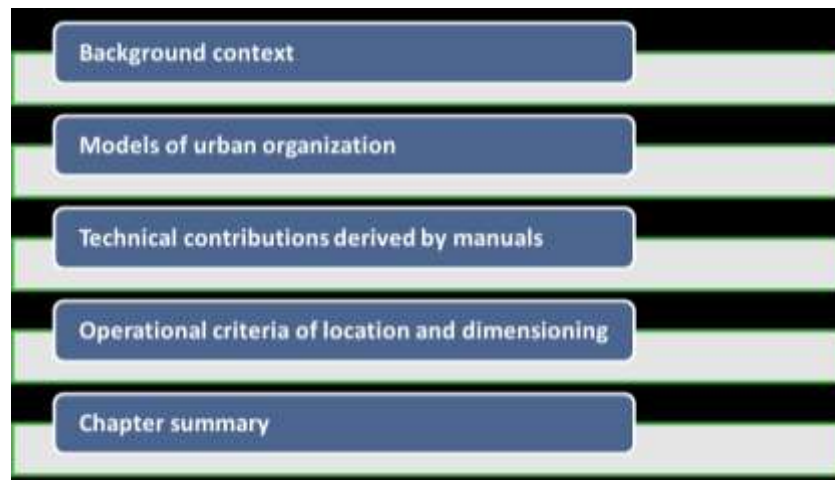 Background context
Models of urban organization
Technical contributions derived by manuals
Operational criteria of location and dimensioning
Chapter summary